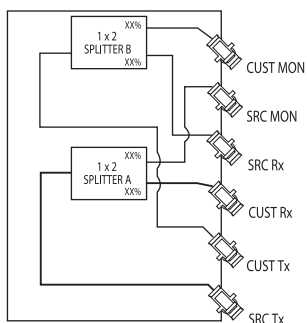 XX%
1 x 2
SPLITTER B
XX%
CUST MON
SRC MON
SRC Rx
XX%
1 x 2
SPLITTER A
XX%
CUST Rx
CUST Tx
SRC Tx